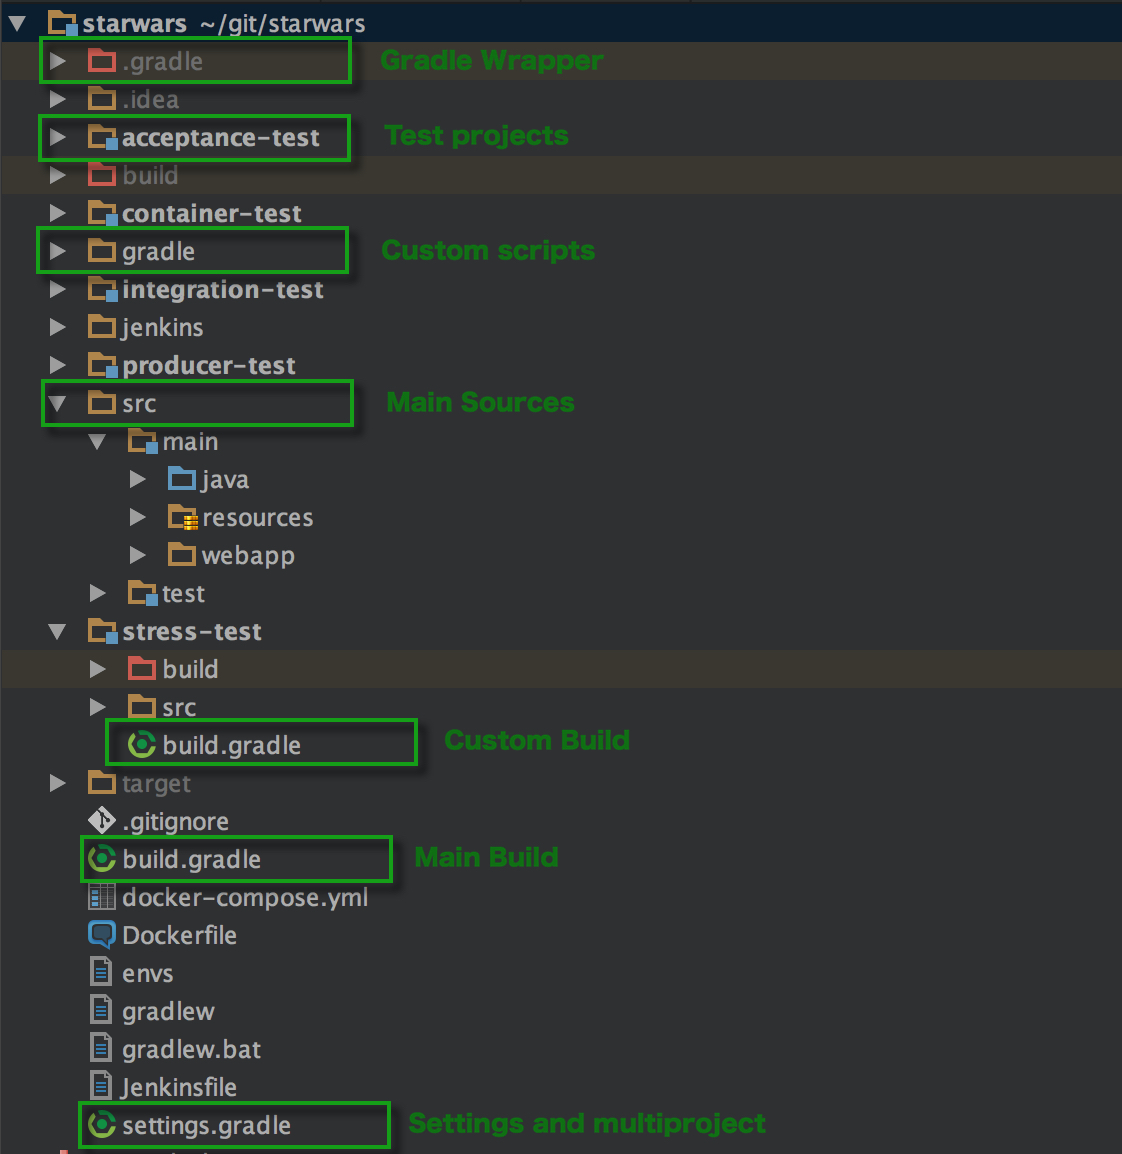 starwars ~/git/starwars
.gradle Gradle Wrapper
.idea
acceptance-test Test projects
build
container-test
gradle Custom scripts
integration-test
jenkins
producer-test
src Main Sources
main
java
resources
webapp
test
stress-test
build
src
build.gradle Custom Build
target
.gitignore
build.gradle Main Build
docker-compose.yml
Dockerfile
envs
gradlew
gradlew.bat
Jenkinsfile
settings.gradle Settings and multiproject